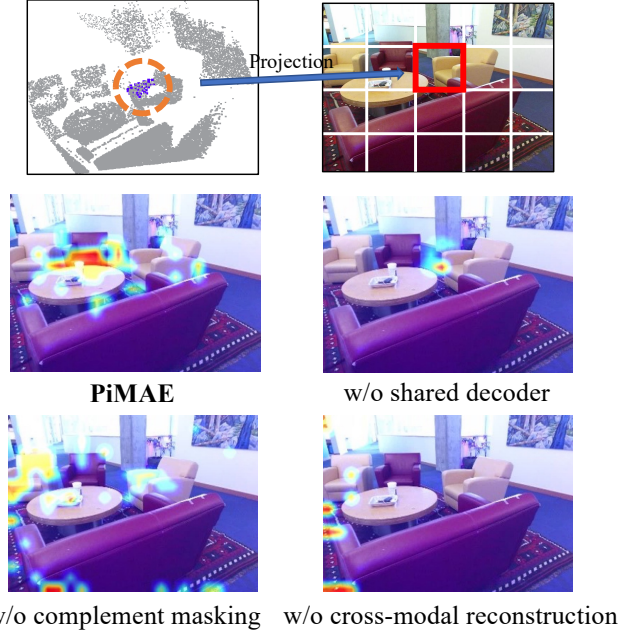 Projection
PiMAE
w/o shared decoder
w/o complement masking
w/o cross-modal reconstruction